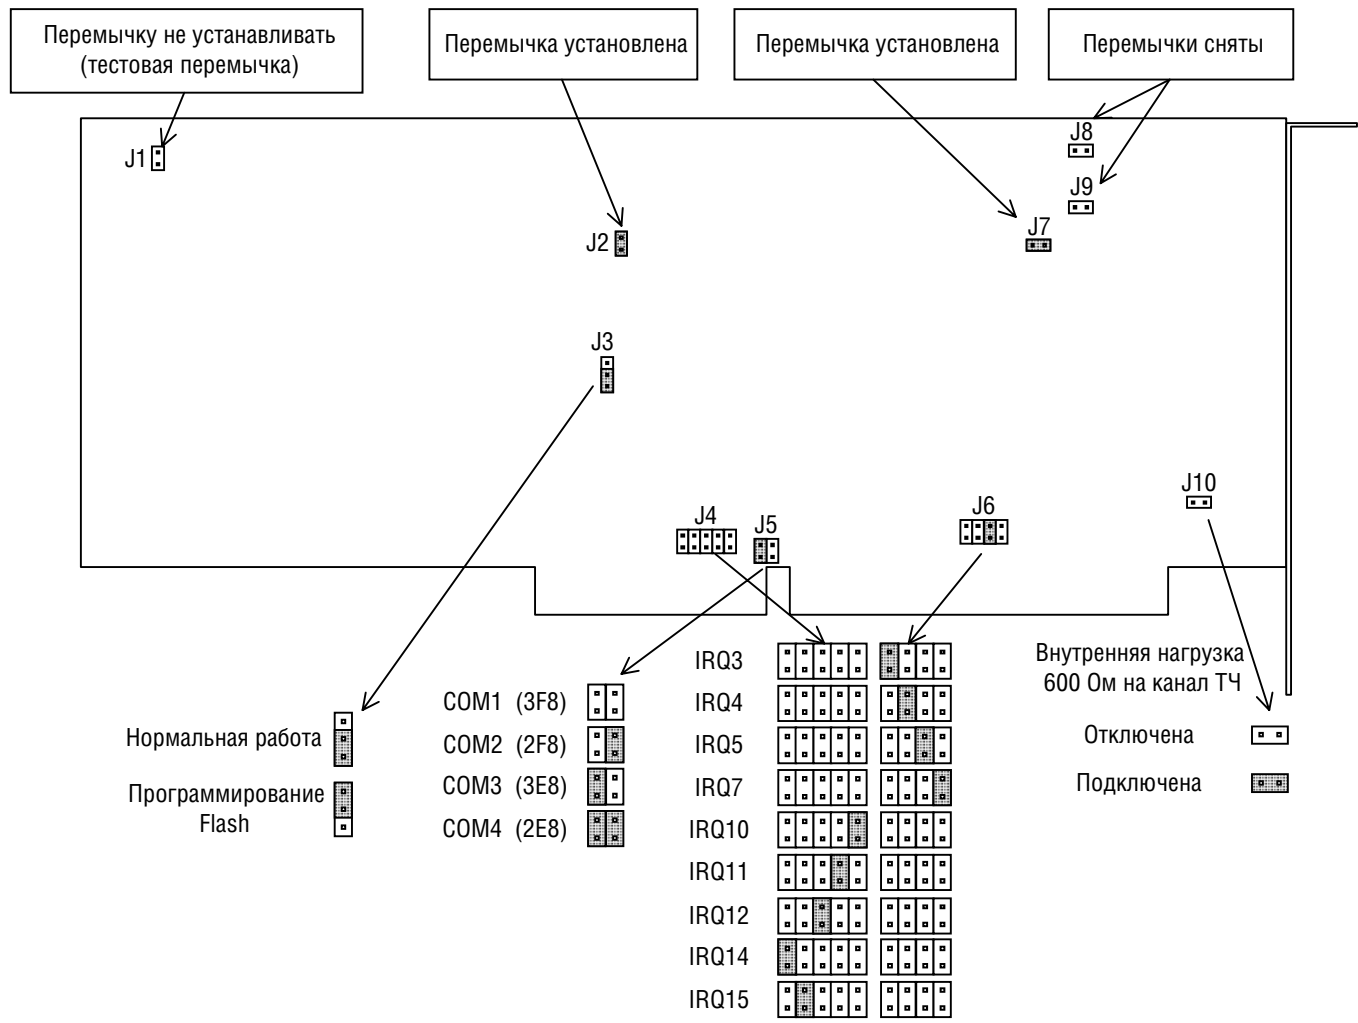 Перемычку не устанавливать
(тестовая перемычка)
Перемычка установлена
Перемычка установлена
Перемычки сняты
J1
J8
J9
J2
J7
J3
J10
J4
J5
J6
Нормальная работа
Программирование
Flash
COM1 (3F8)
COM2 (2F8)
COM3 (3E8)
COM4 (2E8)
IRQ3
IRQ4
IRQ5
IRQ7
IRQ10
IRQ11
IRQ12
IRQ14
IRQ15
Внутренняя нагрузка
600 Ом на канал ТЧ
Отключена
Подключена